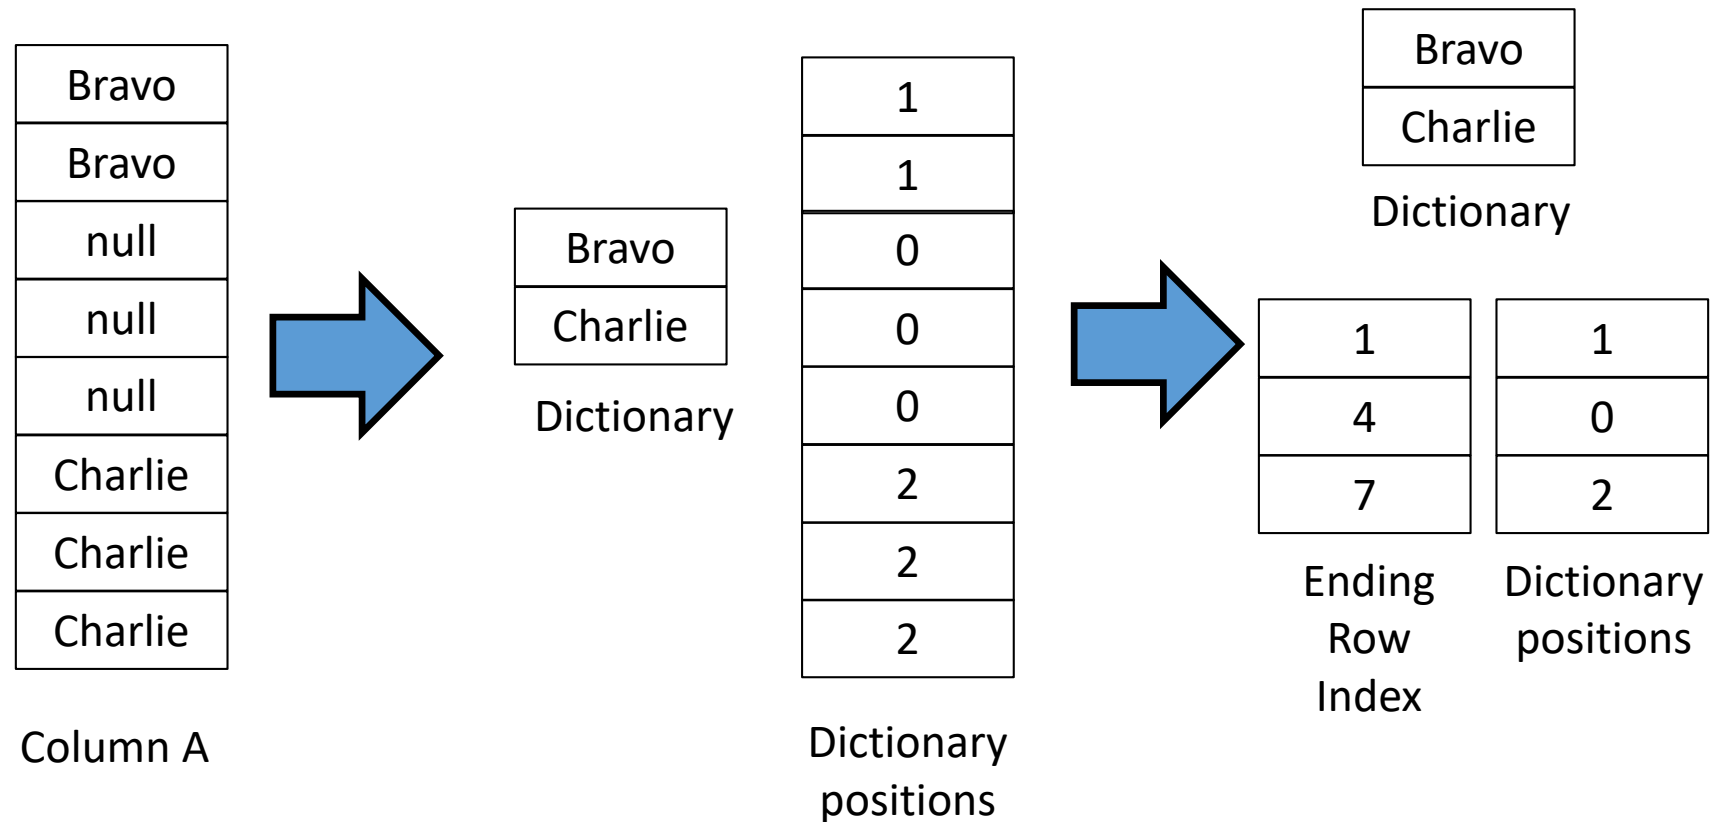 Bravo
Bravo
null
null
null
Charlie
Charlie
Charlie
Column A
Bravo
Charlie
Dictionary
1
1
0
0
0
2
2
2
Dictionary
positions
Bravo
Charlie
Dictionary
1
4
7
Ending
Row
Index
1
0
2
Dictionary
positions